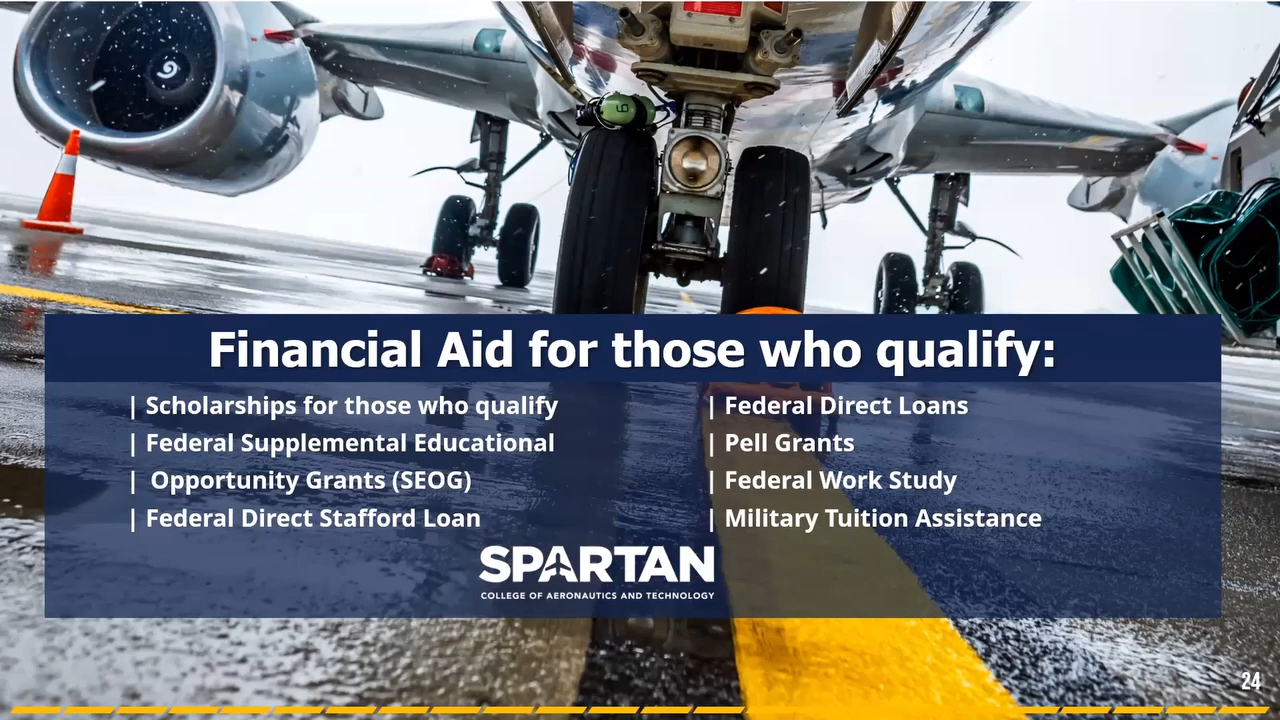 Financial Aid for those who qualify:
| Scholarships for those who qualify
| Federal Supplemental Educational
| Opportunity Grants (SEOG)
| Federal Direct Stafford Loan
| Federal Direct Loans
| Pell Grants
| Federal Work Study
| Military Tuition Assistance
SPARTAN
COLLEGE OF AERONAUTICS AND TECHNOLOGY
24